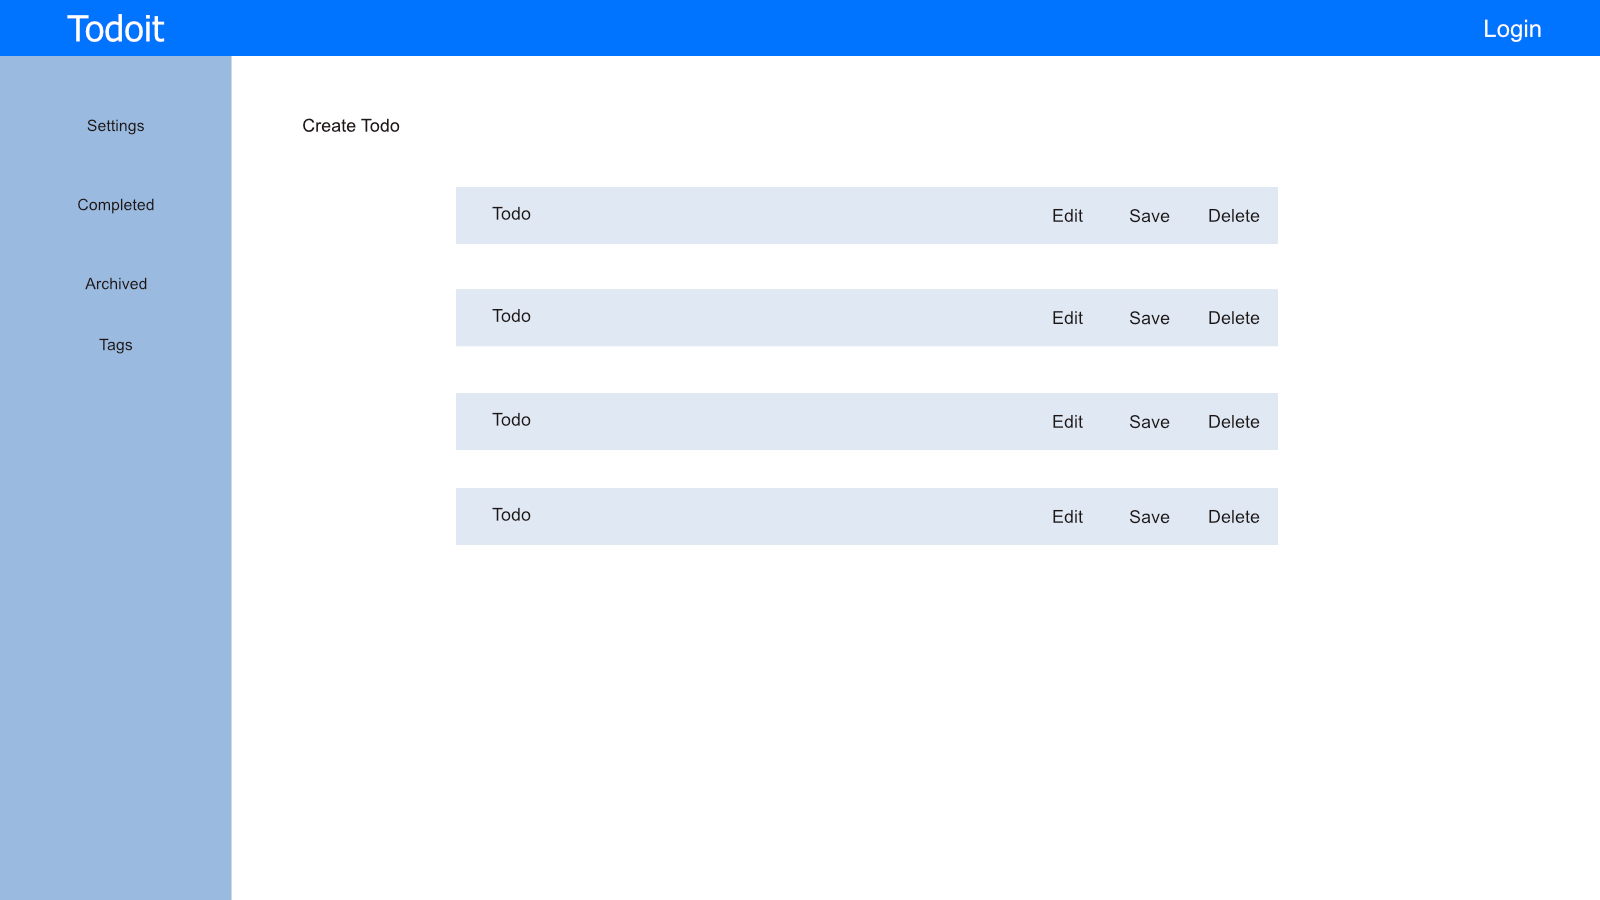 Todoit
Login
Settings
Completed
Archived
Tags
Create Todo
Todo Edit Save Delete
Todo Edit Save Delete
Todo Edit Save Delete
Todo Edit Save Delete